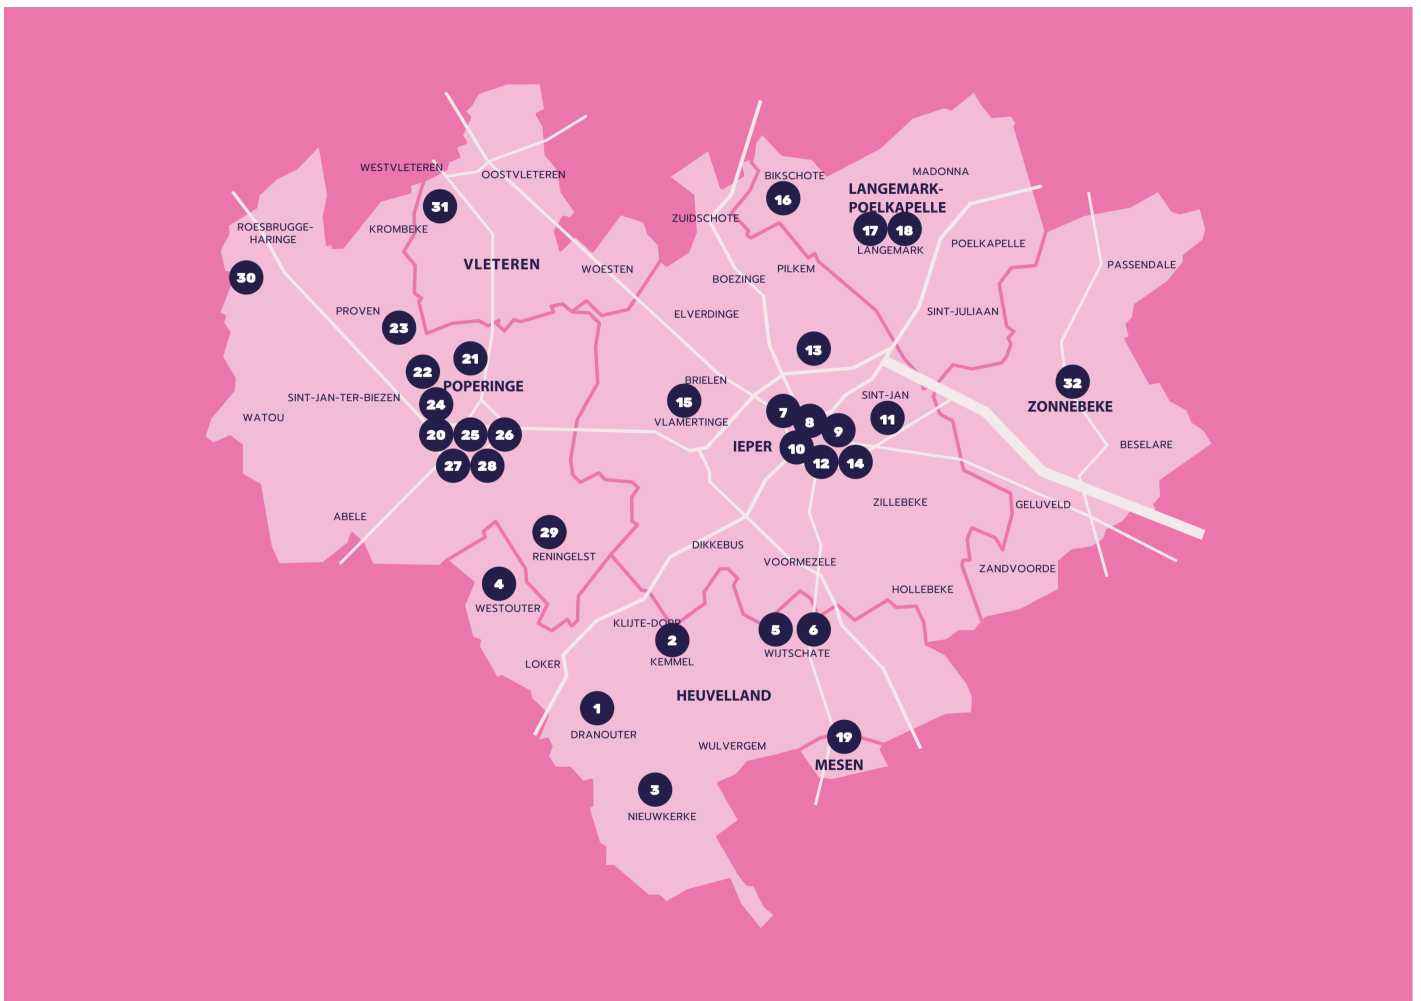 WESTVLETEREN
OOSTVLETEREN
31
KROMBEKE
ROESBRUGGE-
HARINGE
30
VLETEREN
WOESTEN
PROVEN
23
21
22
POPERINGE
SINT-JAN-TER-BIEZEN
24
WATOU
20
25
26
27
28
ABELE
29
RENINGELST
4
WESTOUTER
BIKSCHOTE
16
MADONNA
LANGEMARK-
POELKAPELLE
17
18
LANGEMARK
ZUIDSCHOTE
POELKAPELLE
PASSENDALE
PILKEM
BOEZINGE
ELVERDINGE
SINT-JULIAAN
13
BRIELEN
15
VLAMERTINGE
SINT-JAN
7
8
9
11
IEPER
10
12
14
32
ZONNEBEKE
BESELARE
ZILLEBEKE
GELUVELD
DIKKEBUS
VOORMEZELE
ZANDVOORDE
HOLLEBEKE
KLIJTE-DORP
2
KEMMEL
5
6
WIJTSCHATE
LOKER
HEUVELLAND
1
DRANOUTER
WULVERGEM
19
MESEN
3
NIEUWKERKE